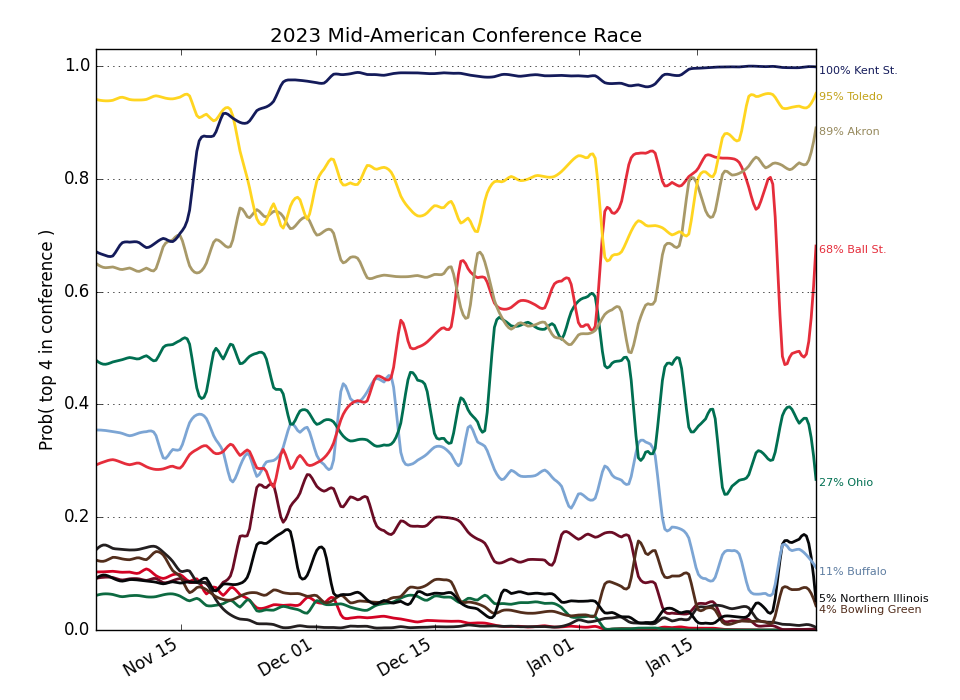 2023 Mid-American Conference Race
Prob( top 4 in conference )
1.0
0.8
0.6
0.4
0.2
0.0
Nov 15
Dec 01
Dec 15
Jan 01
Jan 15
100% Kent St.
95% Toledo
89% Akron
68% Ball St.
27% Ohio
11% Buffalo
5% Northern Illinois
4% Bowling Green